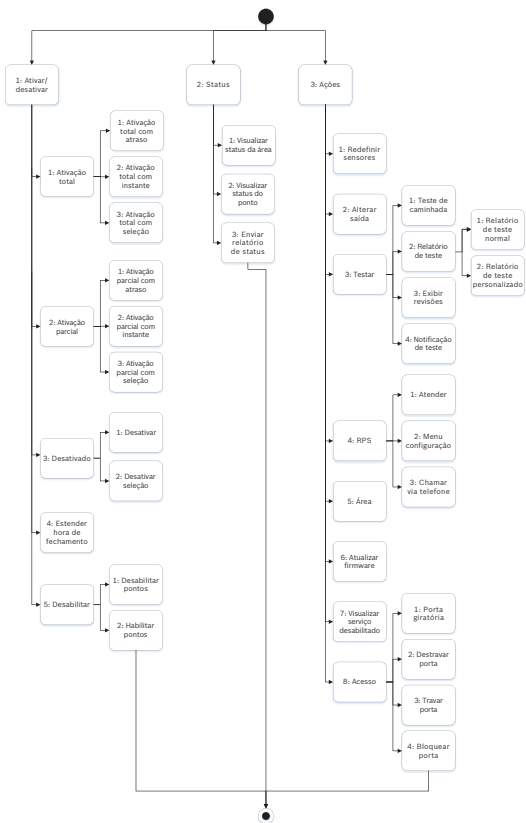 1: Ativar/
desativar
2: Status
3: Ações
1: Ativação
total
1: Ativação
total com
atraso
2: Ativação
total com
instante
3: Ativação
total com
seleção
2: Ativação
parcial
1: Ativação
parcial com
atraso
2: Ativação
parcial com
instante
3: Ativação
parcial com
seleção
3: Desativado
1: Desativar
2: Desativar
seleção
4: Estender
hora de
fechamento
5: Desabilitar
1: Desabilitar
pontos
2: Habilitar
pontos
1: Visualizar
status da área
2: Visualizar
status do
ponto
3: Enviar
relatório
de status
1: Redefinir
sensores
2: Alterar
saída
3: Testar
1: Teste de
caminhada
2: Relatório
de teste
1: Relatório
de teste
normal
2: Relatório
de teste
personalizado
3: Exibir
revisões
4: Notificação
de teste
4: RPS
1: Atender
2: Menu
configuração
3: Chamar
via telefone
5: Área
6: Atualizar
firmware
7: Visualizar
serviço
desabilitado
8: Acesso
1: Porta
giratória
2: Destravar
porta
3: Travar
porta
4: Bloquear
porta